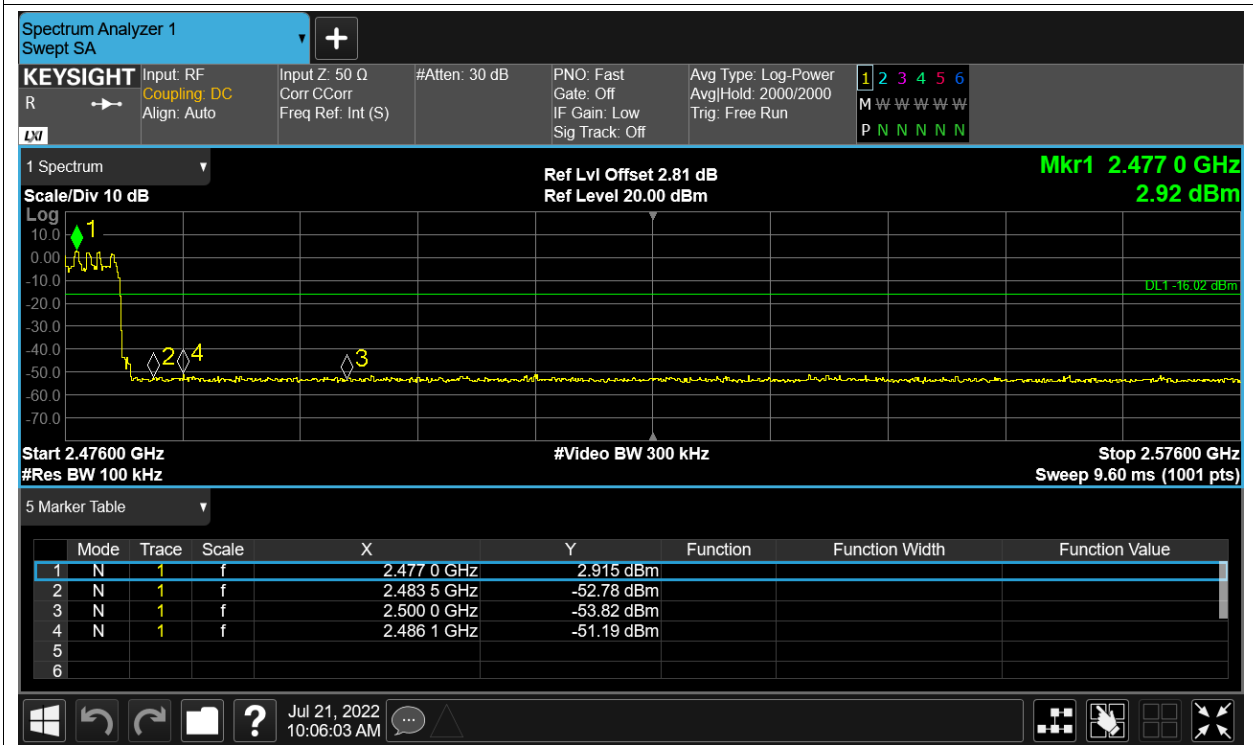 Spectrum Analyzer 1
Swept SA
KEYSIGHT Input: RF Input Z: 50 Ω #Atten: 30 dB PNO: Fast Avg Type: Log-Power 1 2 3 4 5 6
R Coupling: DC Corr CCorr Gate: Off Avg|Hold: 2000/2000 M W W W W W
Align: Auto Freq Ref: Int (S) IF Gain: Low Trig: Free Run
LXI Sig Track: Off P N N N N N
1 Spectrum Ref Lvl Offset 2.81 dB Mkr1 2.477 0 GHz
Scale/Div 10 dB Ref Level 20.00 dBm 2.92 dBm
Log
1
10.0
0.00
-10.0
DL1 -16.02 dBm
-20.0
-30.0
-40.0
2 4 3
-50.0
-60.0
-70.0
Start 2.47600 GHz #Video BW 300 kHz Stop 2.57600 GHz
#Res BW 100 kHz Sweep 9.60 ms (1001 pts)
5 Marker Table
Mode Trace Scale X Y Function Function Width Function Value
1 N 1 f 2.477 0 GHz 2.915 dBm
2 N 1 f 2.483 5 GHz -52.78 dBm
3 N 1 f 2.500 0 GHz -53.82 dBm
4 N 1 f 2.486 1 GHz -51.19 dBm
5
6
? Jul 21, 2022
10:06:03 AM